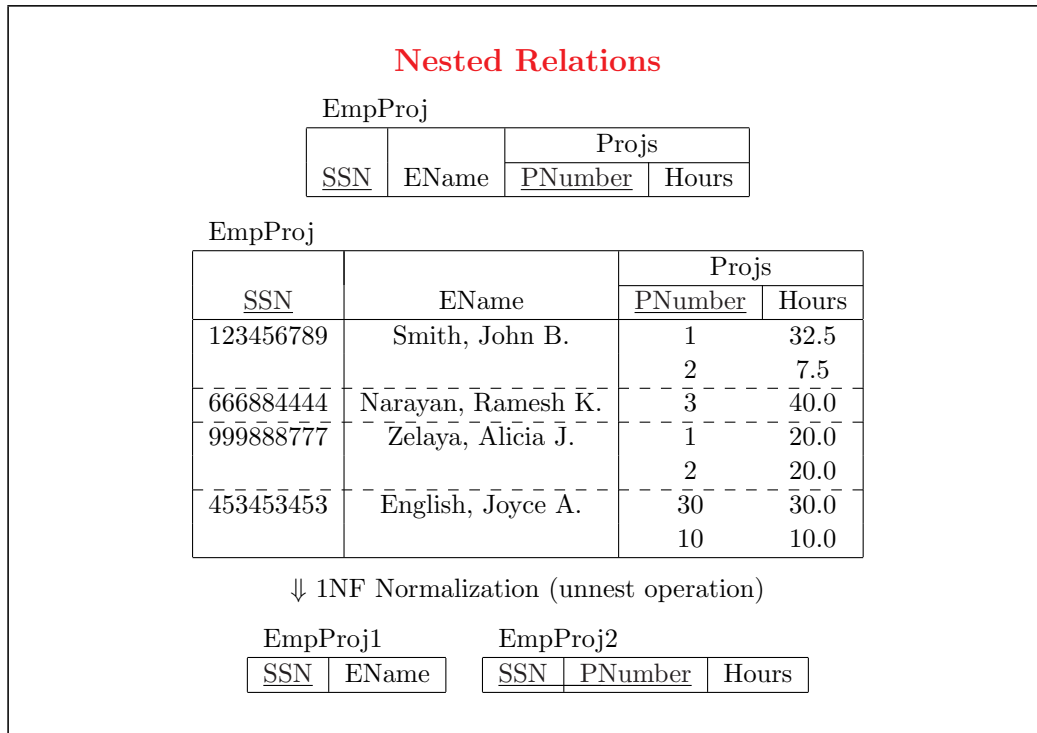 Nested Relations
EmpProj
Projs
SSN EName PNumber Hours
EmpProj
Projs
SSN EName PNumber Hours
123456789 Smith, John B. 1 32.5
2 7.5
666884444 Narayan, Ramesh K. 3 40.0
999888777 Zelaya, Alicia J. 1 20.0
2 20.0
453453453 English, Joyce A. 30 30.0
10 10.0
⇓ 1NF Normalization (unnest operation)
EmpProj1 EmpProj2
SSN EName SSN PNumber Hours